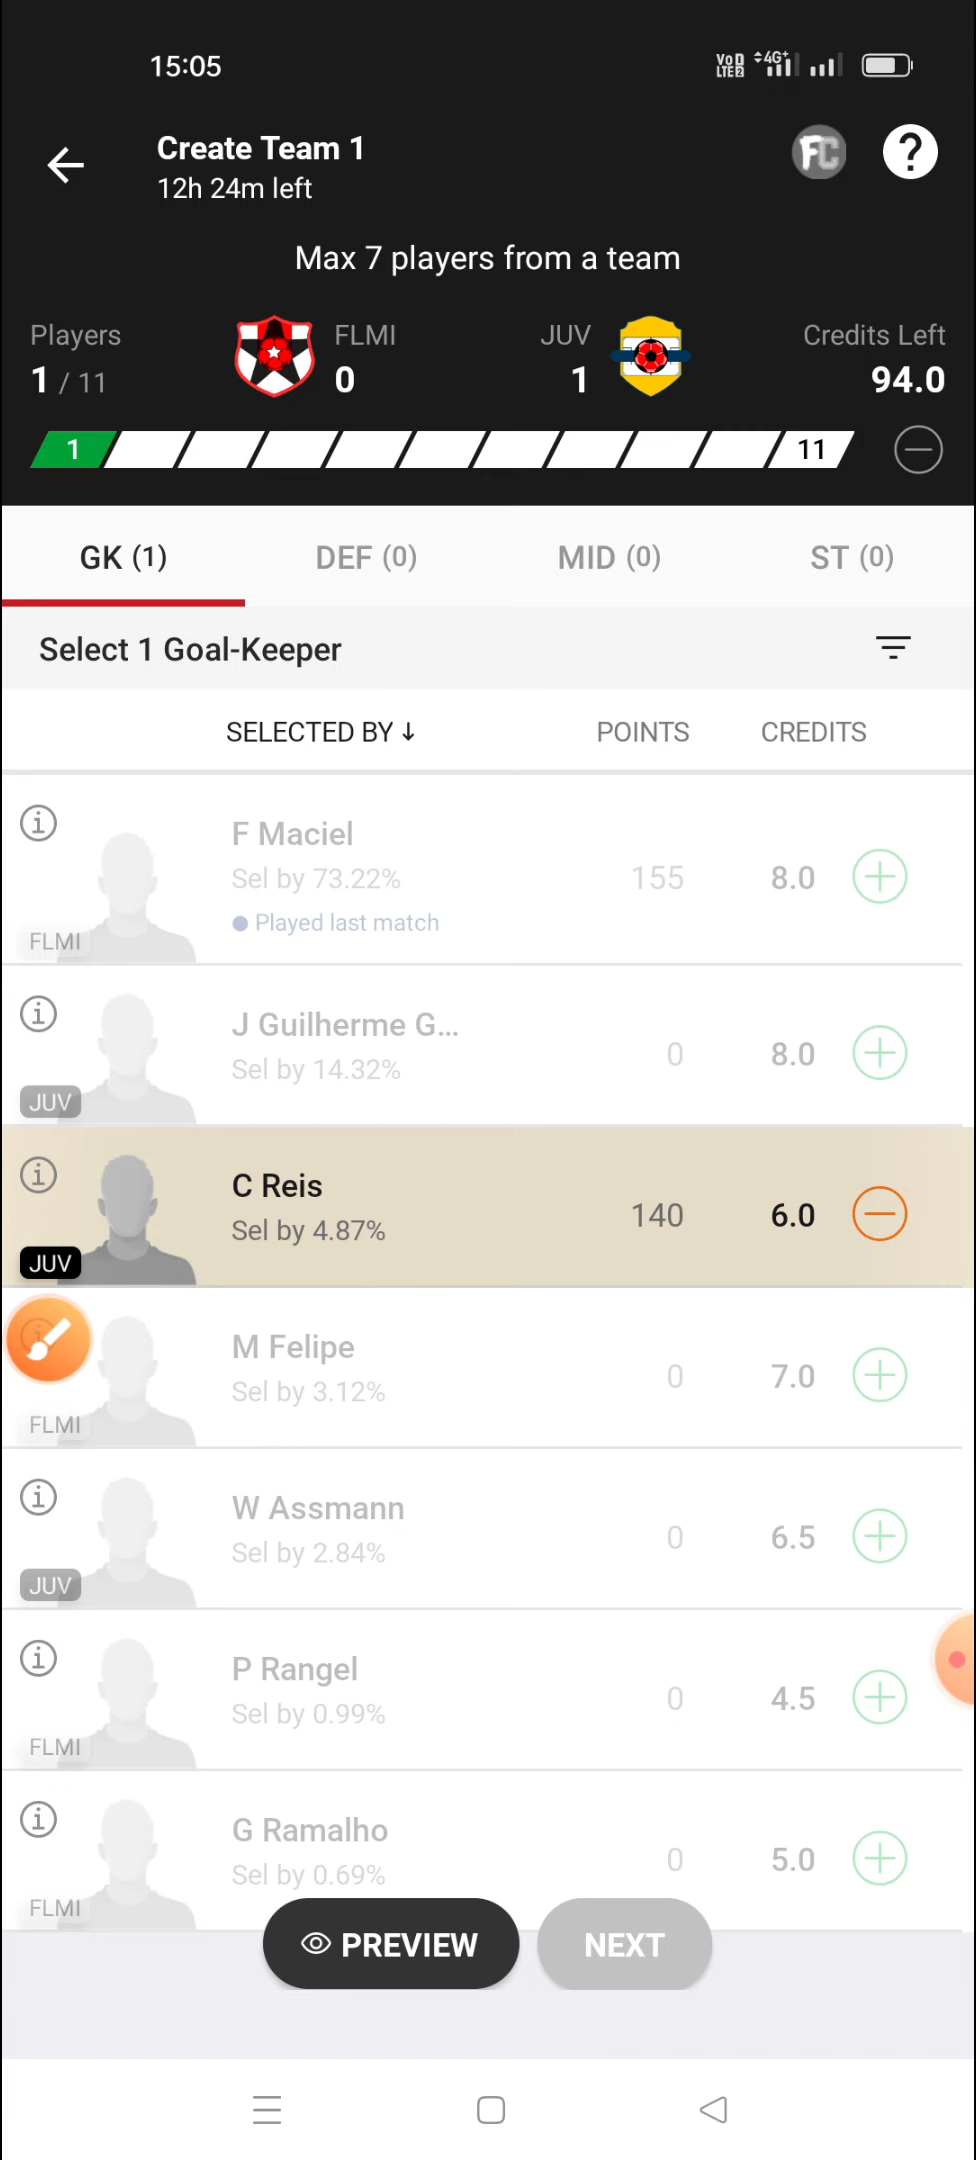 15:05
VoD LTE2 4G+
Create Team 1
12h 24m left
FC
?
Max 7 players from a team
Players
FLMI
JUV
Credits Left
1 / 11
0
1
94.0
1
11
GK (1)
DEF (0)
MID (0)
ST (0)
Select 1 Goal-Keeper
SELECTED BY ↓
POINTS
CREDITS
F Maciel
Sel by 73.22%
155
8.0
Played last match
FLMI
J Guilherme G...
Sel by 14.32%
0
8.0
JUV
C Reis
Sel by 4.87%
140
6.0
JUV
M Felipe
Sel by 3.12%
0
7.0
FLMI
W Assmann
Sel by 2.84%
0
6.5
JUV
P Rangel
Sel by 0.99%
0
4.5
FLMI
G Ramalho
Sel by 0.69%
0
5.0
FLMI
PREVIEW
NEXT